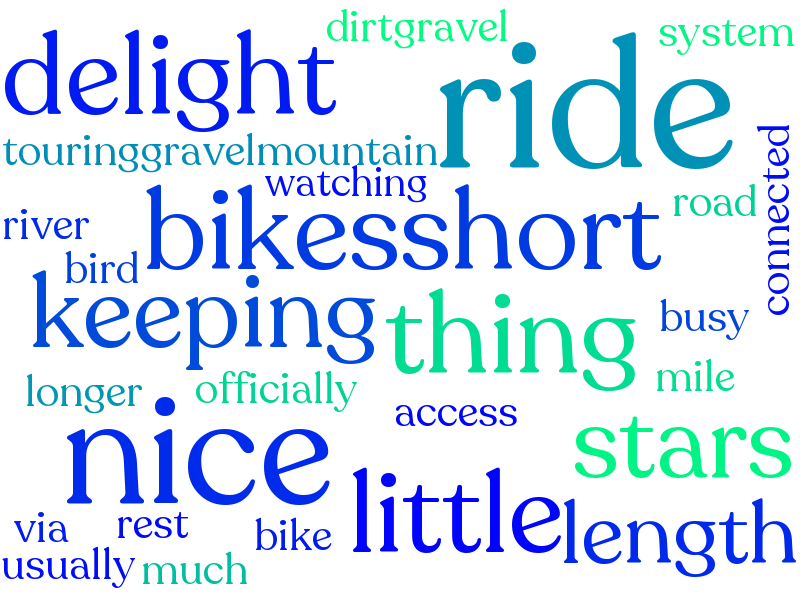 dirtgravel
system
delight
ride
touringgravelmountain
watching
connected
river
bikesshort
road
bird
keeping
thing
busy
longer
officially
mile
access
nice
stars
little
length
via
rest
bike
usually
much